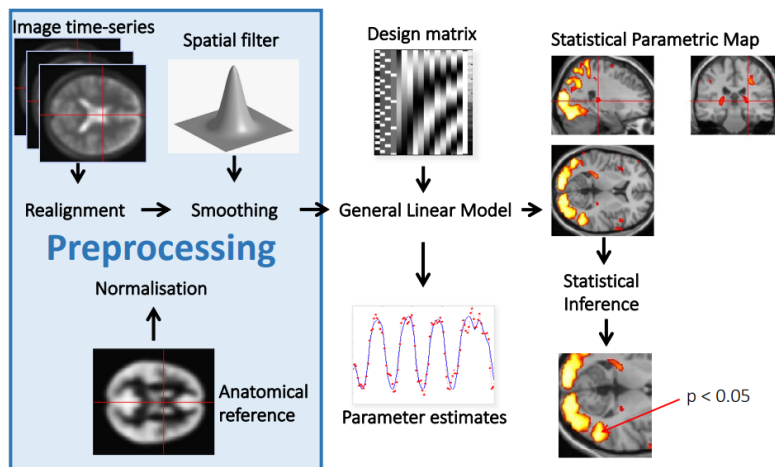 Image time-series
Spatial filter
Design matrix
Statistical Parametric Map
Realignment
Smoothing
General Linear Model
Preprocessing
Normalisation
Statistical
Inference
Anatomical
reference
Parameter estimates
p < 0.05